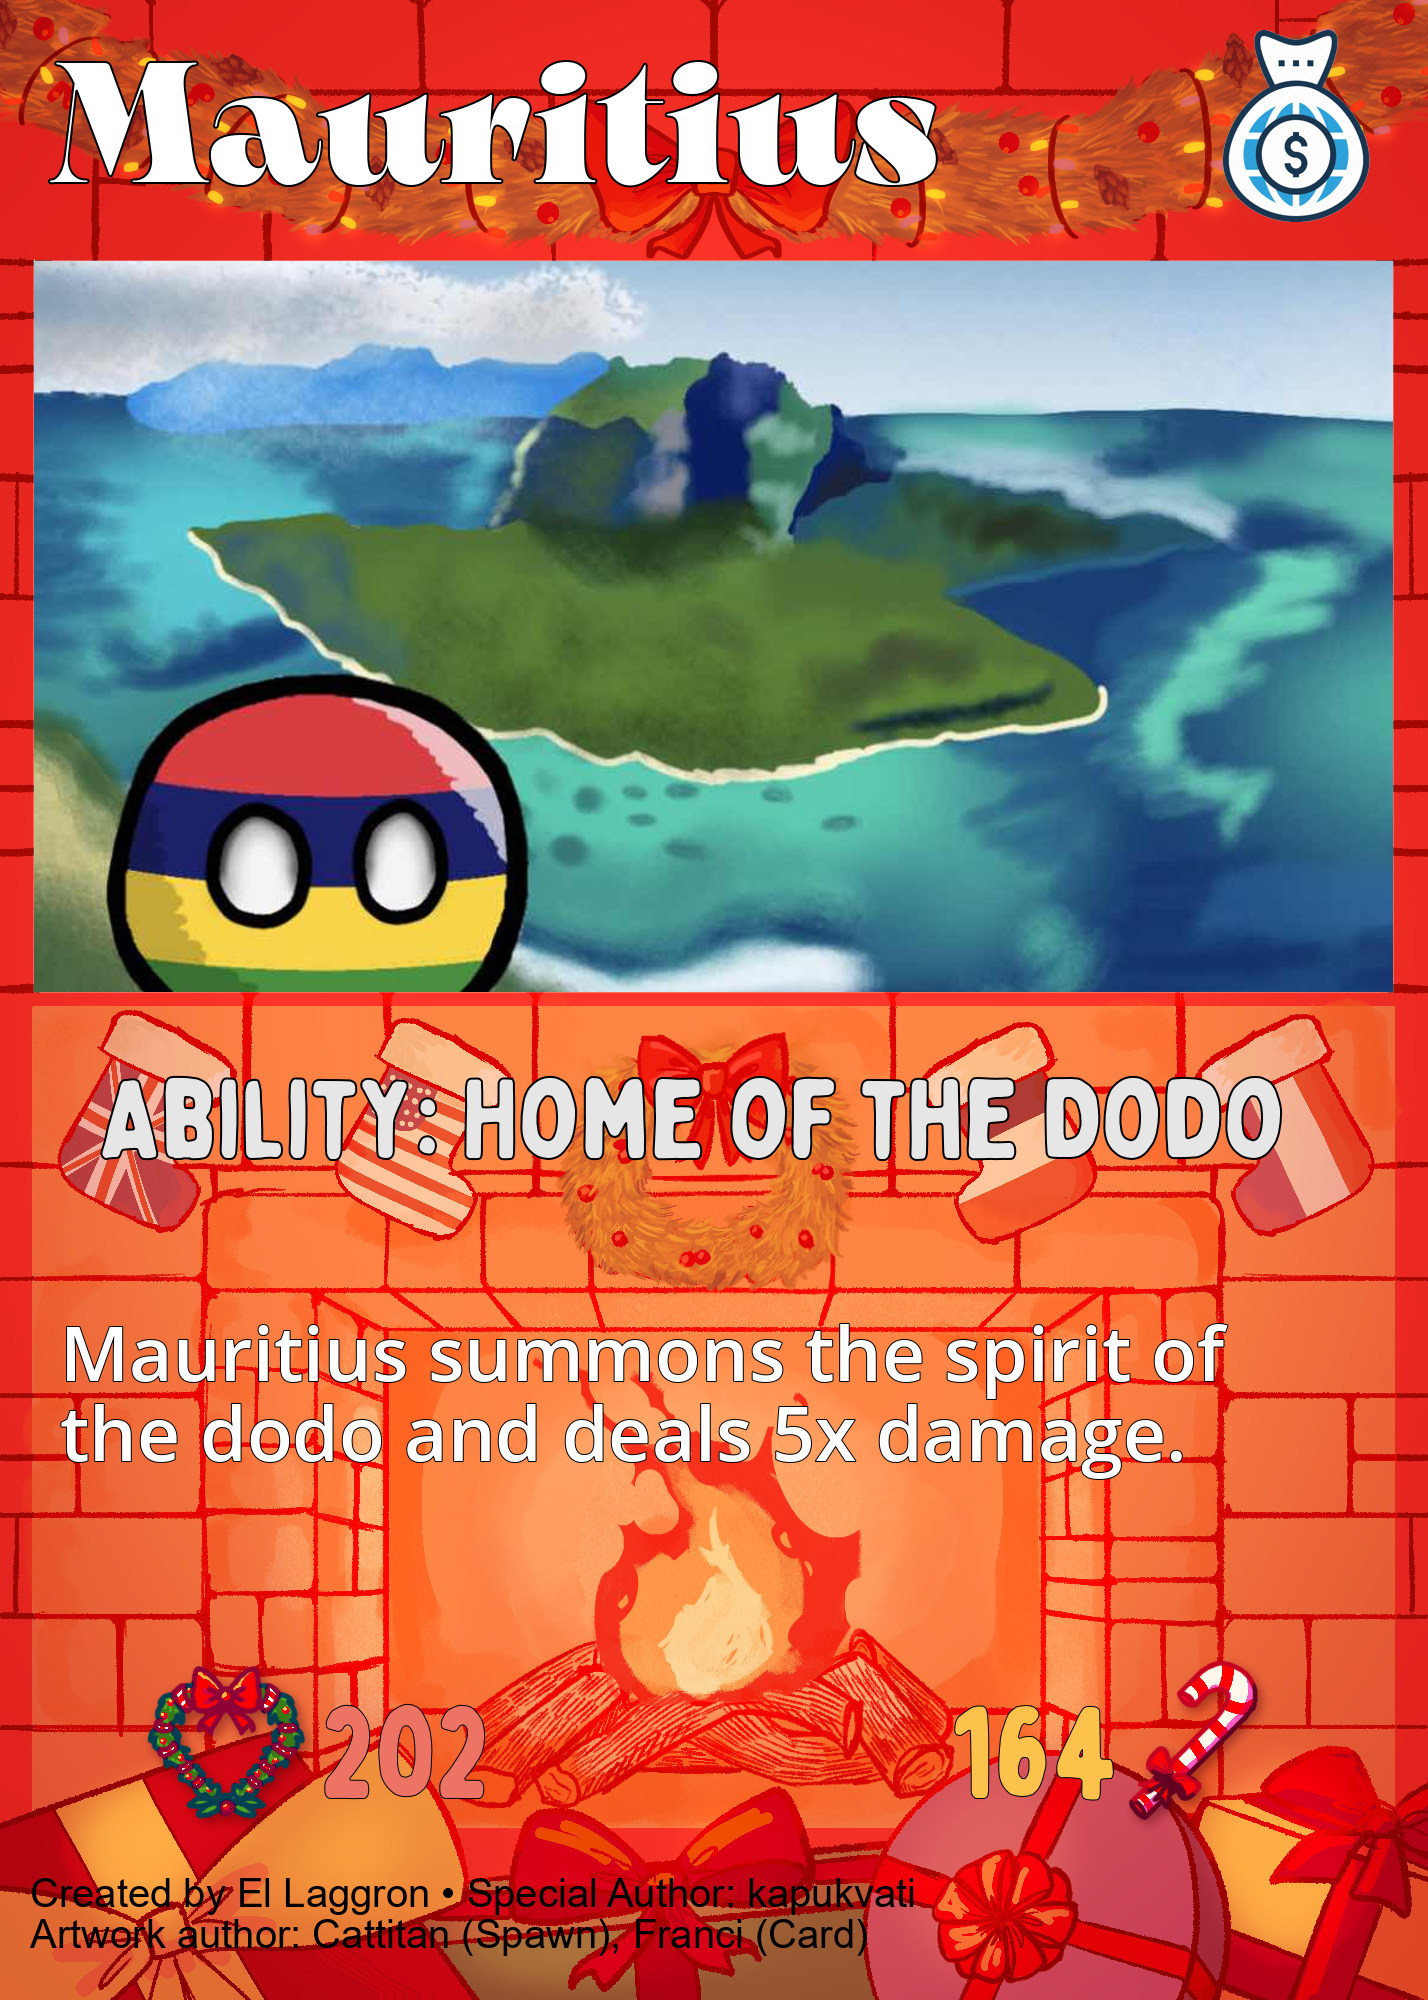 Mauritius
$
ABILITY: HOME OF THE DODO
Mauritius summons the spirit of
the dodo and deals 5x damage.
202
164
Created by El Laggron • Special Author: kapukvati
Artwork author: Cattitan (Spawn), Franci (Card)